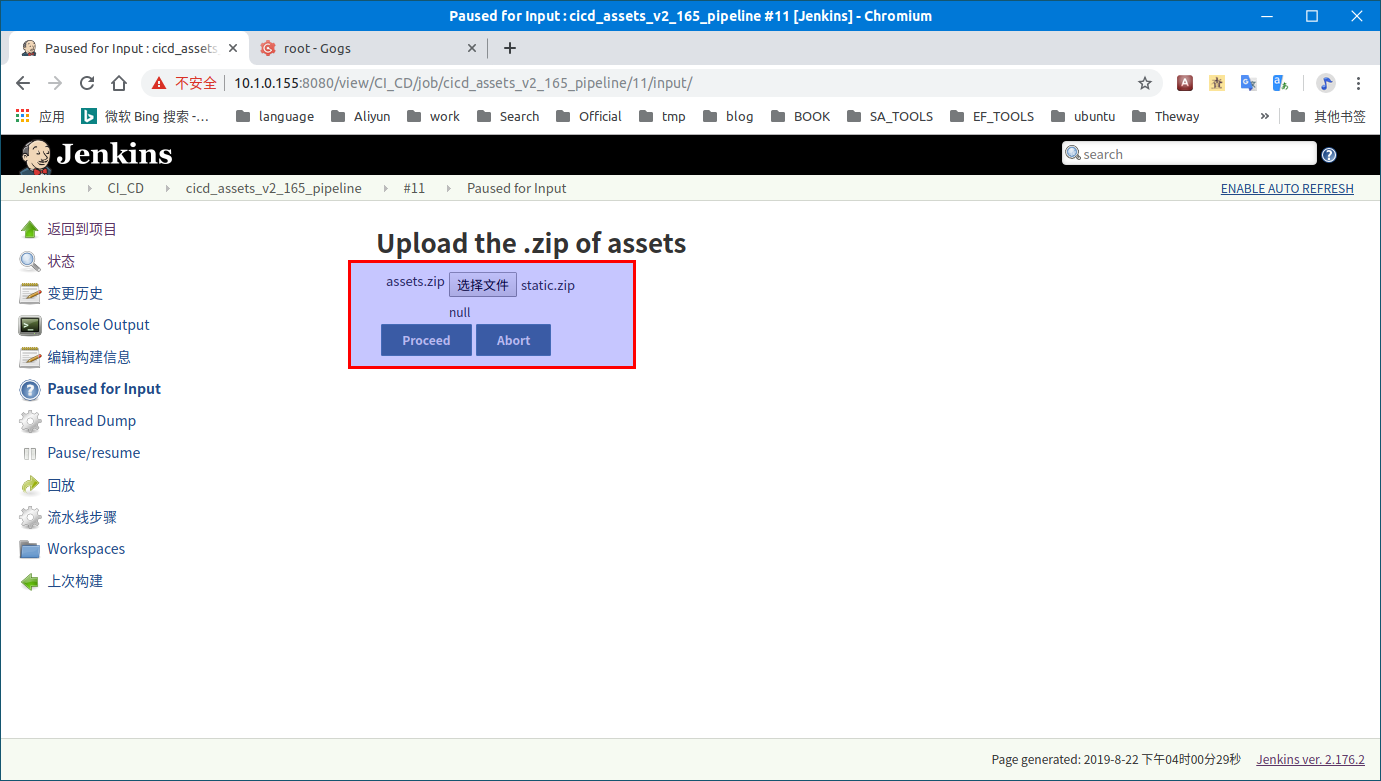 Paused for Input : cicd_assets_v2_165_pipeline #11 [Jenkins] - Chromium
Paused for Input : cicd_assets
root - Gogs
不安全 10.1.0.155:8080/view/CI_CD/job/cicd_assets_v2_165_pipeline/11/input/
应用 微软 Bing 搜索 -... language Aliyun work Search Official tmp blog BOOK SA_TOOLS EF_TOOLS ubuntu Theway » 其他书签
Jenkins search
Jenkins CI_CD cicd_assets_v2_165_pipeline #11 Paused for Input ENABLE AUTO REFRESH
返回到项目
状态
变更历史
Console Output
编辑构建信息
Paused for Input
Thread Dump
Pause/resume
回放
流水线步骤
Workspaces
上次构建
Upload the .zip of assets
assets.zip 选择文件 static.zip
null
Proceed Abort
Page generated: 2019-8-22 下午04时00分29秒 Jenkins ver. 2.176.2